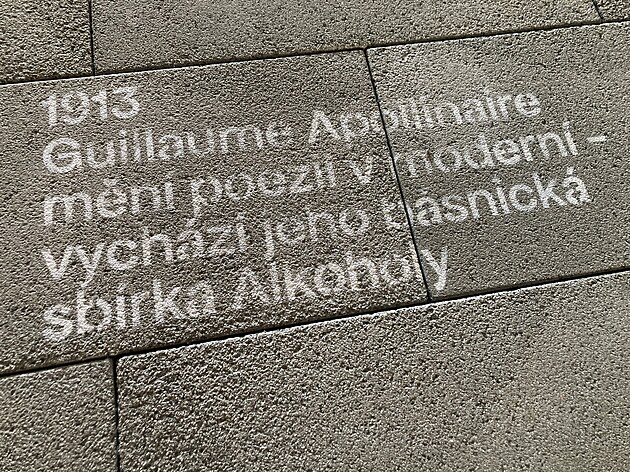 1913
Guillaume Apollinaire
mění poezii v moderní –
vychází jeho básnická
sbírka Alkoholy